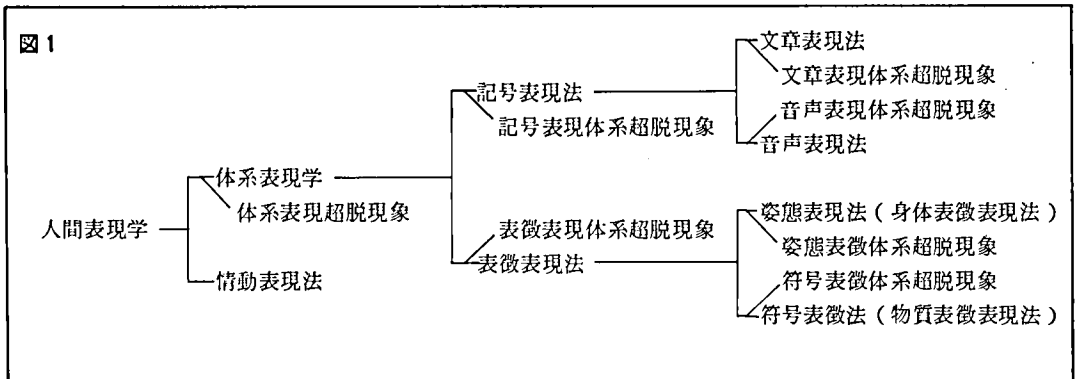 図1
文章表現法
文章表現体系超脱現象
記号表現法
音声表現体系超脱現象
記号表現体系超脱現象
音声表現法
体系表現学
体系表現超脱現象
姿態表現法（身体表徴表現法）
人間表現学
表徴表現体系超脱現象
姿態表徴体系超脱現象
表徴表現法
情動表現法
符号表徴体系超脱現象
符号表徴法（物質表徴表現法）